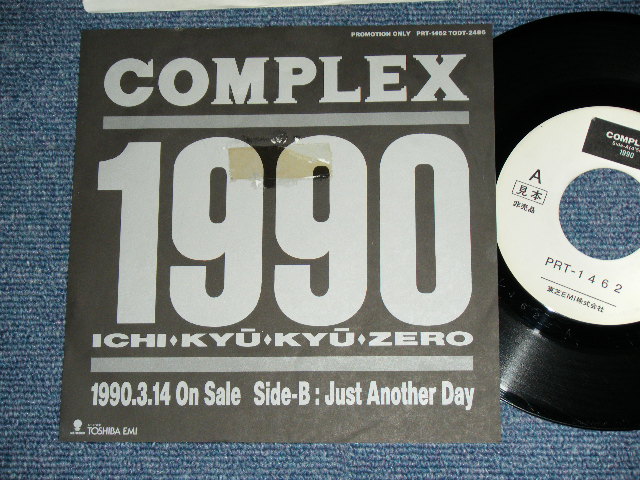 PROMOTION ONLY PRT-1462 TODT-2486
COMPLEX
1990
ICHI♦KYŪ♦KYŪ♦ZERO
1990.3.14 On Sale Side-B : Just Another Day
TOSHIBA EMI
COMPLEX
1990
A
見本
非売品
PRT-1462
東芝EMI株式会社